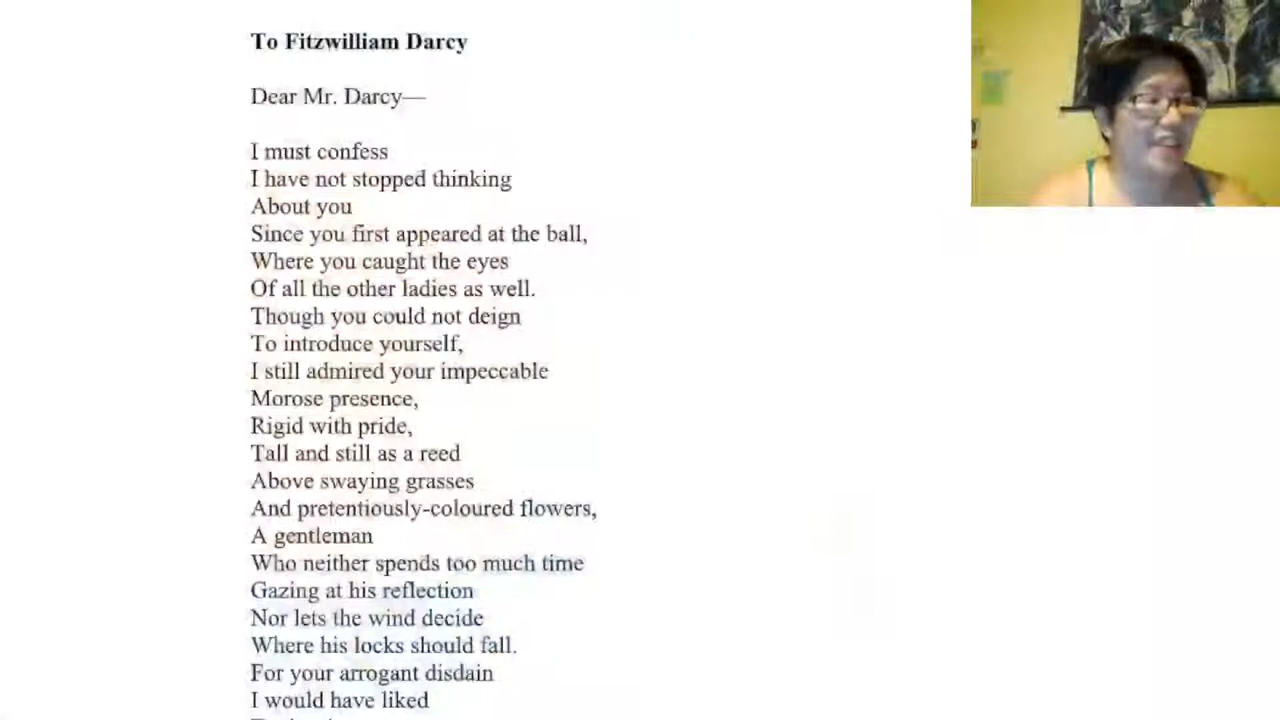 To Fitzwilliam Darcy
Dear Mr. Darcy—
I must confess
I have not stopped thinking
About you
Since you first appeared at the ball,
Where you caught the eyes
Of all the other ladies as well.
Though you could not deign
To introduce yourself,
I still admired your impeccable
Morose presence,
Rigid with pride,
Tall and still as a reed
Above swaying grasses
And pretentiously-coloured flowers,
A gentleman
Who neither spends too much time
Gazing at his reflection
Nor lets the wind decide
Where his locks should fall.
For your arrogant disdain
I would have liked